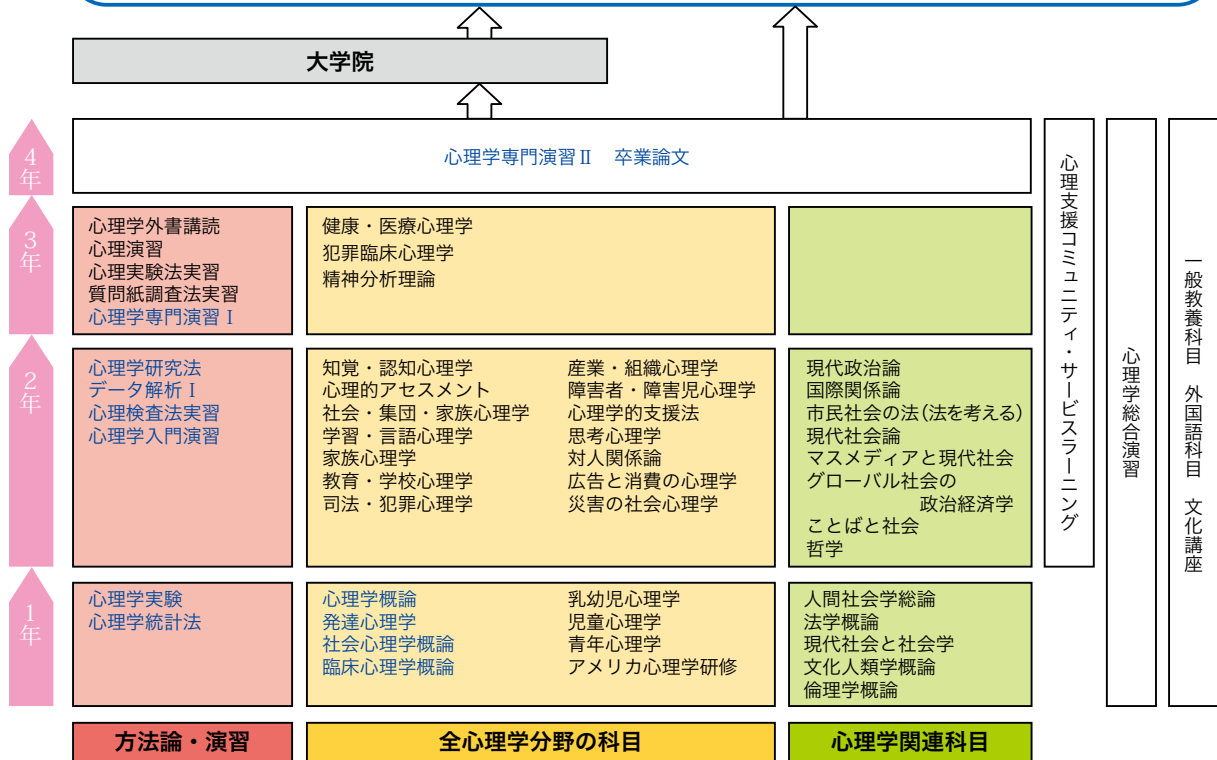 大学院
4年
心理学専門演習Ⅱ　卒業論文
3年
心理学外書講読
心理演習
心理実験法実習
質問紙調査法実習
心理学専門演習Ⅰ
健康・医療心理学
犯罪臨床心理学
精神分析理論
2年
心理学研究法
データ解析Ⅰ
心理検査法実習
心理学入門演習
知覚・認知心理学
心理的アセスメント
社会・集団・家族心理学
学習・言語心理学
家族心理学
教育・学校心理学
司法・犯罪心理学
産業・組織心理学
障害者・障害児心理学
心理学的支援法
思考心理学
対人関係論
広告と消費の心理学
災害の社会心理学
現代政治論
国際関係論
市民社会の法(法を考える)
現代社会論
マスメディアと現代社会
グローバル社会の
政治経済学
ことばと社会
哲学
1年
心理学実験
心理学統計法
心理学概論
発達心理学
社会心理学概論
臨床心理学概論
乳幼児心理学
児童心理学
青年心理学
アメリカ心理学研修
人間社会学総論
法学概論
現代社会と社会学
文化人類学概論
倫理学概論
方法論・演習
全心理学分野の科目
心理学関連科目
心理支援コミュニティ・サービスラーニング
心理学総合演習
一般教養科目　外国語科目　文化講座